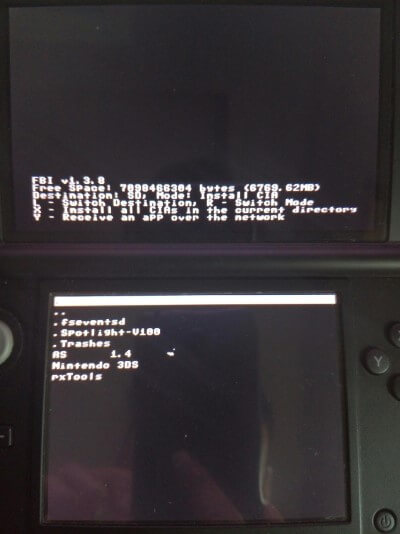 FBI v1.3.8
Free Space: 7098466304 bytes (6769.62MB)
Destination: SD, Mode: Install CIA
L - Switch Destination, R - Switch Mode
X - Install all CIAs in the current directory
Y - Receive an app over the network
..
.fseventsd
.Spotlight-V100
.Trashes
AS 1.4
Nintendo 3DS
rxTools
Y